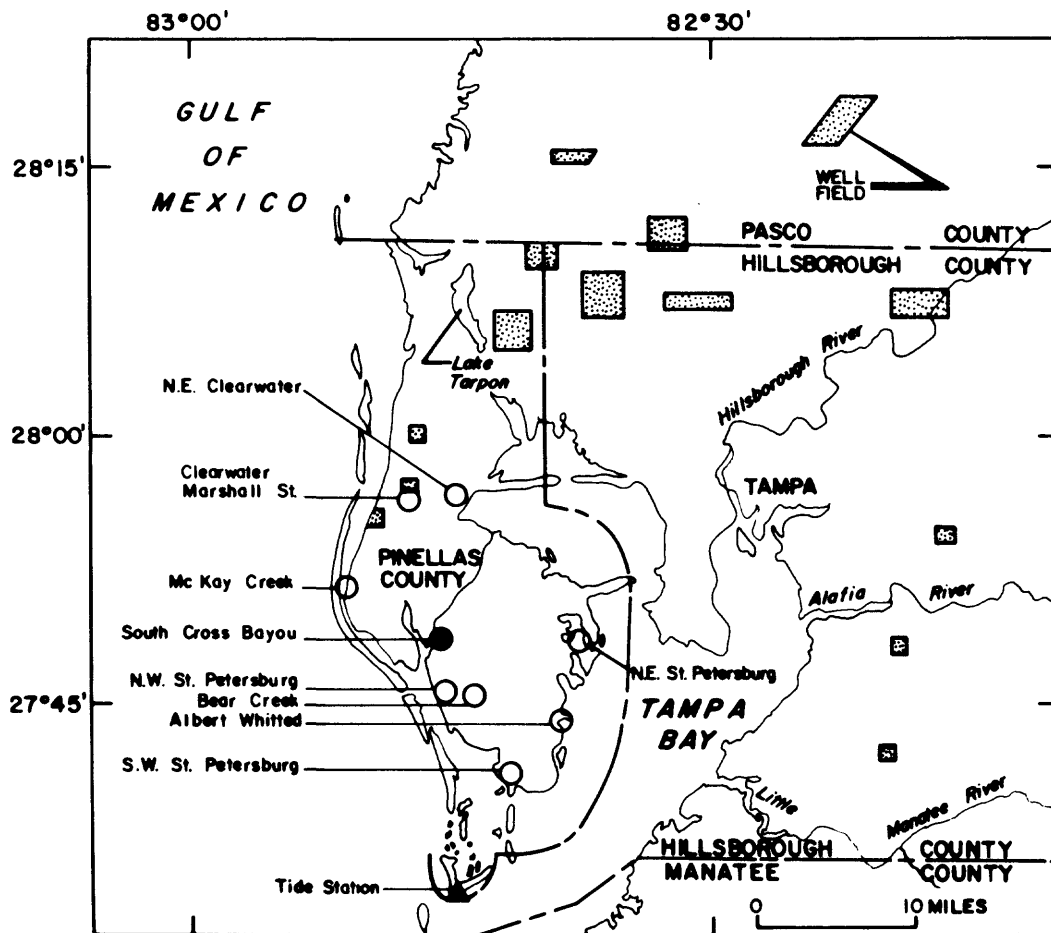 83°00'
82°30'
GULF
OF
MEXICO
28°15'
WELL
FIELD
PASCO COUNTY
HILLSBOROUGH COUNTY
Lake
Tarpon
Hillsborough River
N.E. Clearwater
28°00'
Clearwater
Marshall St.
TAMPA
PINELLAS
COUNTY
Mc Kay Creek
Alafia River
South Cross Bayou
N.E. St. Petersburg
N.W. St. Petersburg
Bear Creek
27°45'
Albert Whitted
TAMPA
BAY
S.W. St. Petersburg
Little
Manatee River
HILLSBOROUGH COUNTY
MANATEE COUNTY
Tide Station
0 10 MILES